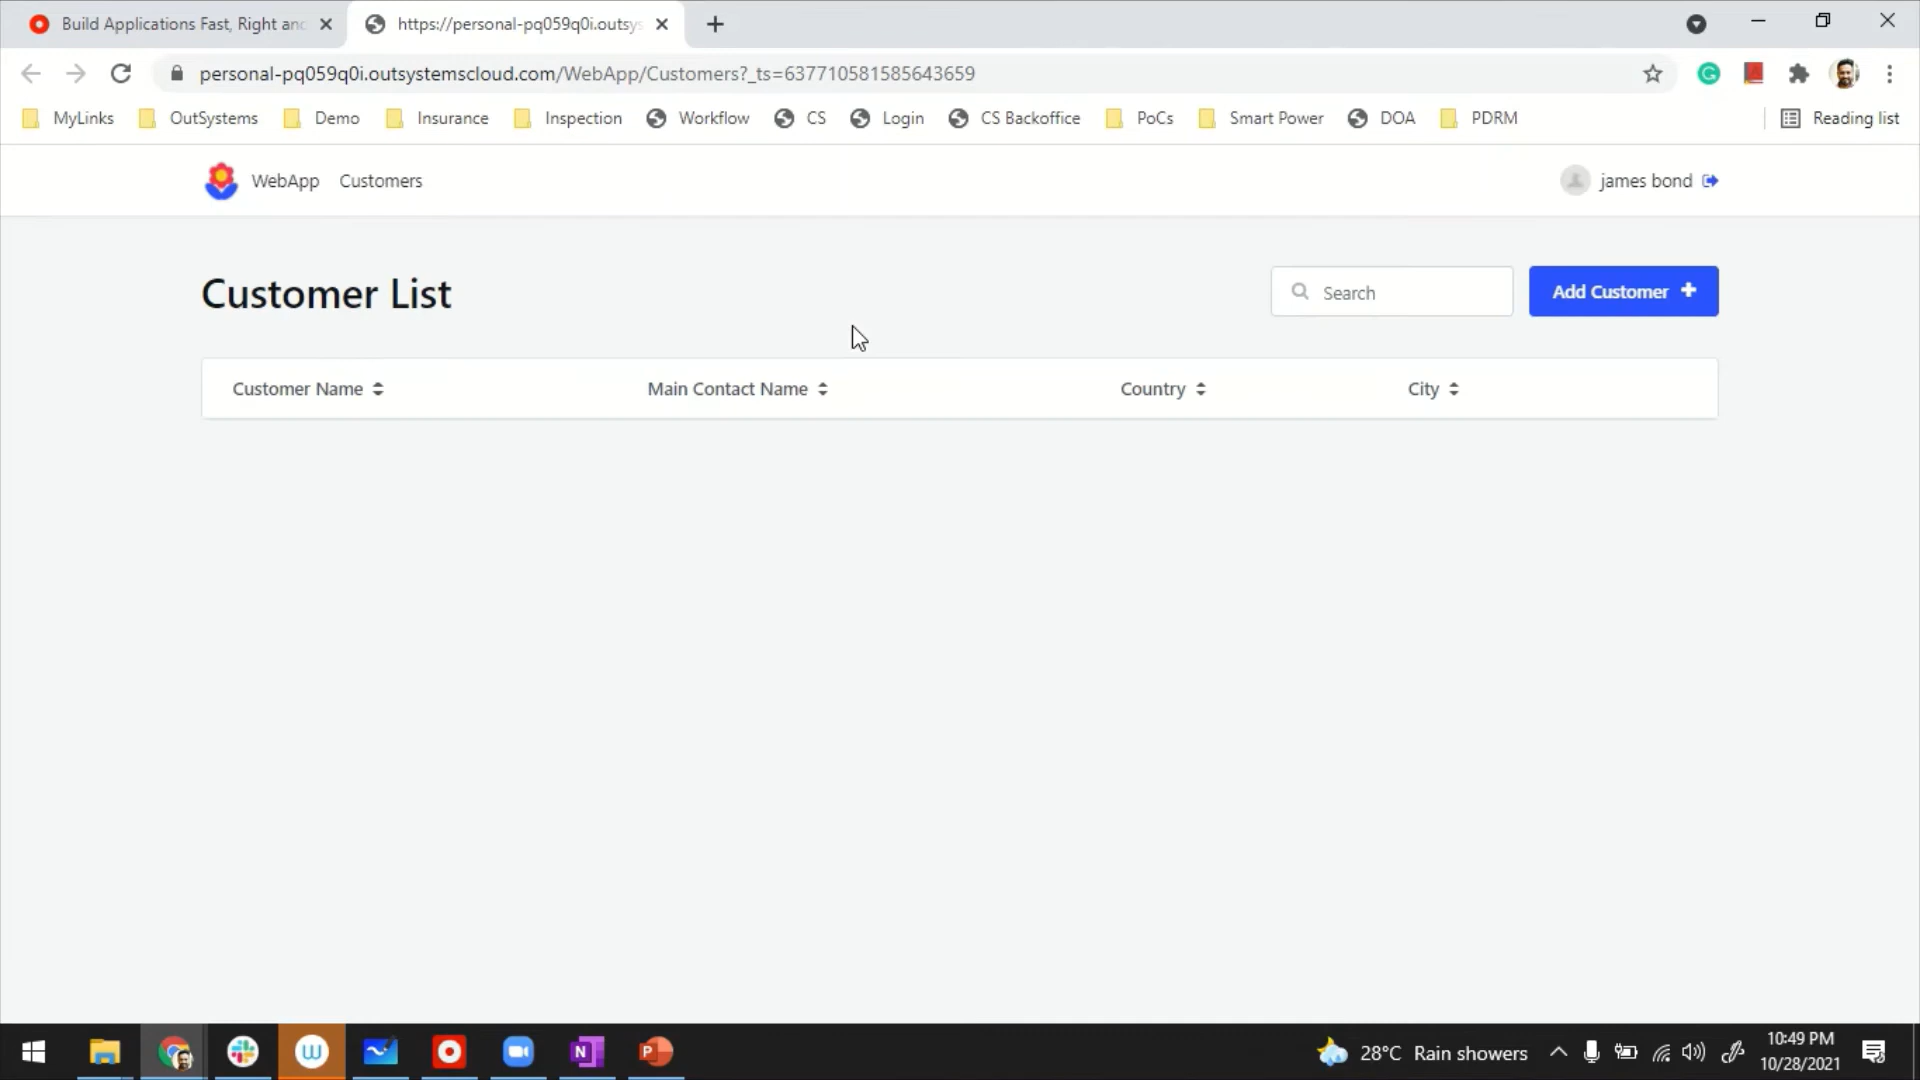 Build Applications Fast, Right an
https://personal-pq059q0i.outsys
personal-pq059q0i.outsystemscloud.com/WebApp/Customers?_ts=637710581585643659
MyLinks OutSystems Demo Insurance Inspection Workflow CS Login CS Backoffice PoCs Smart Power DOA PDRM Reading list
WebApp Customers james bond
Customer List Search Add Customer
Customer Name Main Contact Name Country City
28°C Rain showers
10:49 PM
10/28/2021